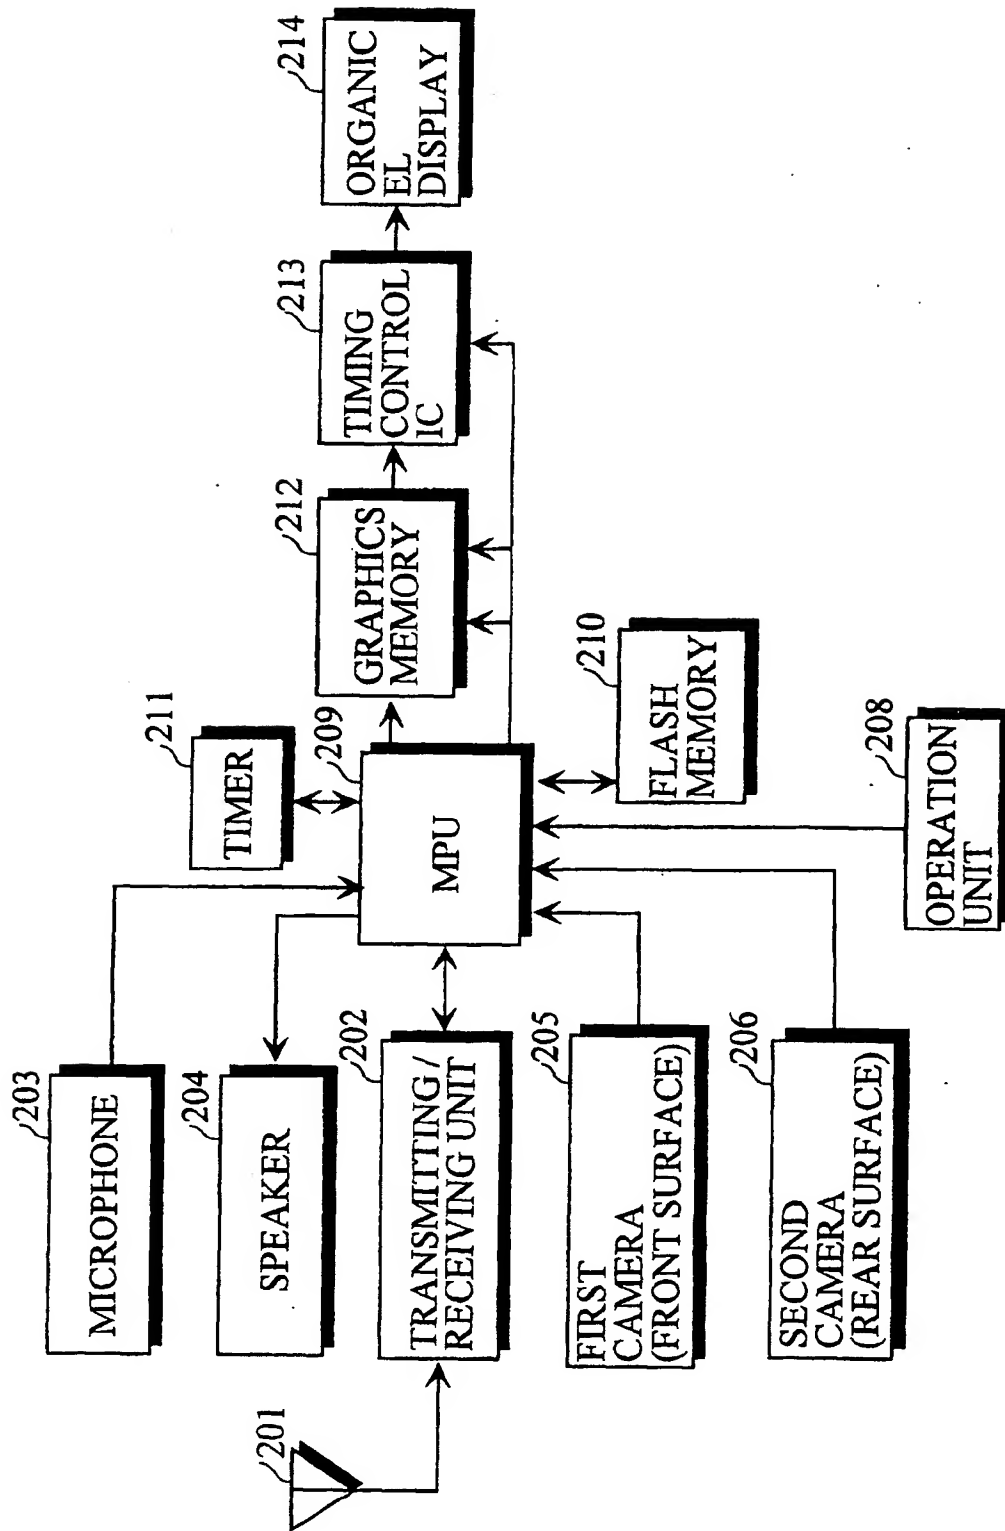 203
MICROPHONE
204
SPEAKER
201
202
TRANSMITTING/
RECEIVING UNIT
205
FIRST
CAMERA
(FRONT SURFACE)
206
SECOND
CAMERA
(REAR SURFACE)
211
TIMER
209
MPU
210
FLASH
MEMORY
208
OPERATION
UNIT
212
GRAPHICS
MEMORY
213
TIMING
CONTROL
IC
214
ORGANIC
EL
DISPLAY